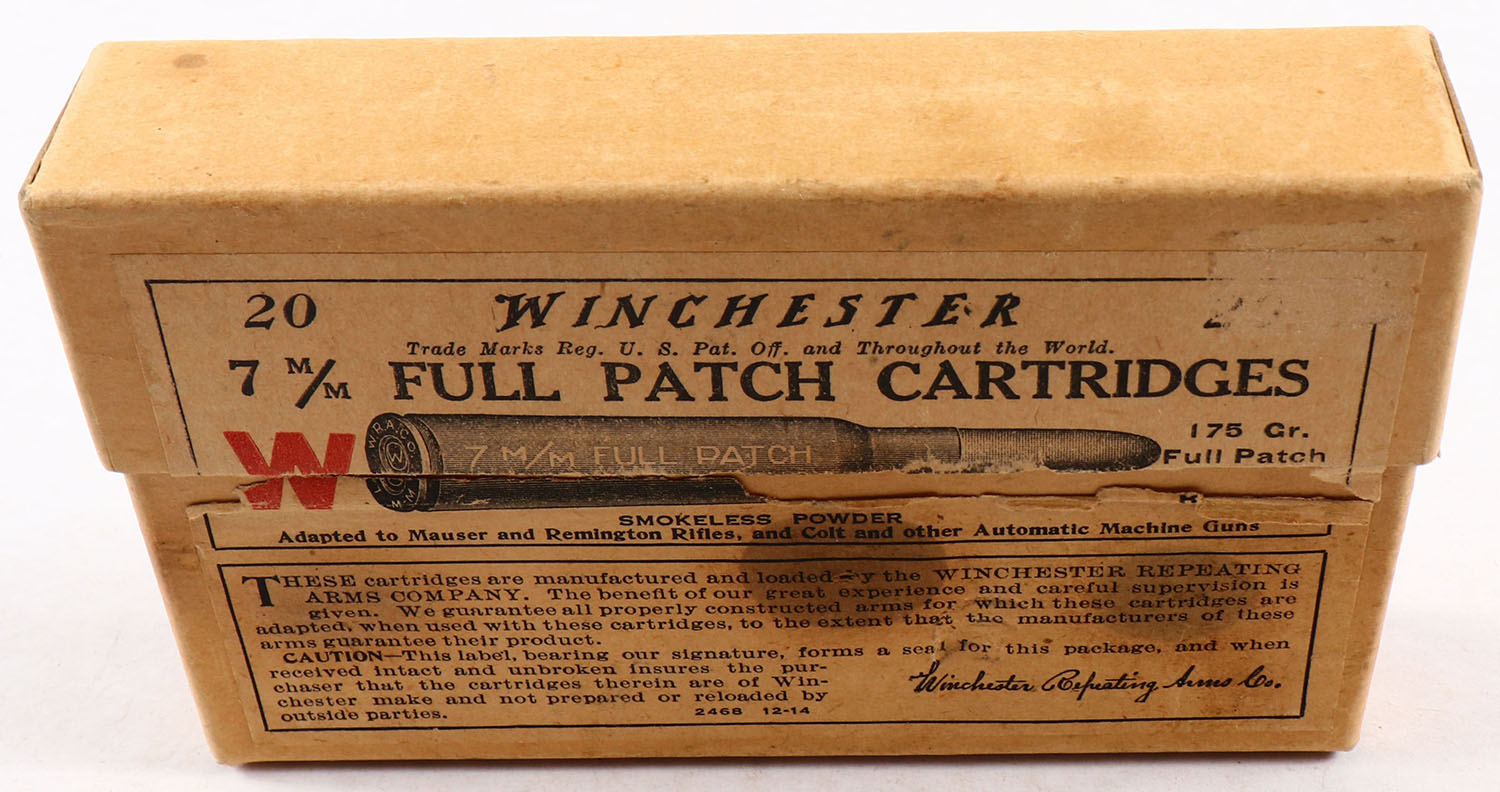 20 WINCHESTER
Trade Marks Reg. U. S. Pat. Off. and Throughout the World.
7 M/M FULL PATCH CARTRIDGES
W
W.R.A.CO.
W
7 M/M FULL PATCH
175 Gr.
Full Patch
SMOKELESS POWDER
Adapted to Mauser and Remington Rifles, and Colt and other Automatic Machine Guns
THESE cartridges are manufactured and loaded by the WINCHESTER REPEATING
ARMS COMPANY. The benefit of our great experience and careful supervision is
given. We guarantee all properly constructed arms for which these cartridges are
adapted, when used with these cartridges, to the extent that the manufacturers of these
arms guarantee their product.
CAUTION—This label, bearing our signature, forms a seal for this package, and when
received intact and unbroken insures the pur-
chaser that the cartridges therein are of Win-
chester make and not prepared or reloaded by
outside parties.
Winchester Repeating Arms Co.
2468 12-14